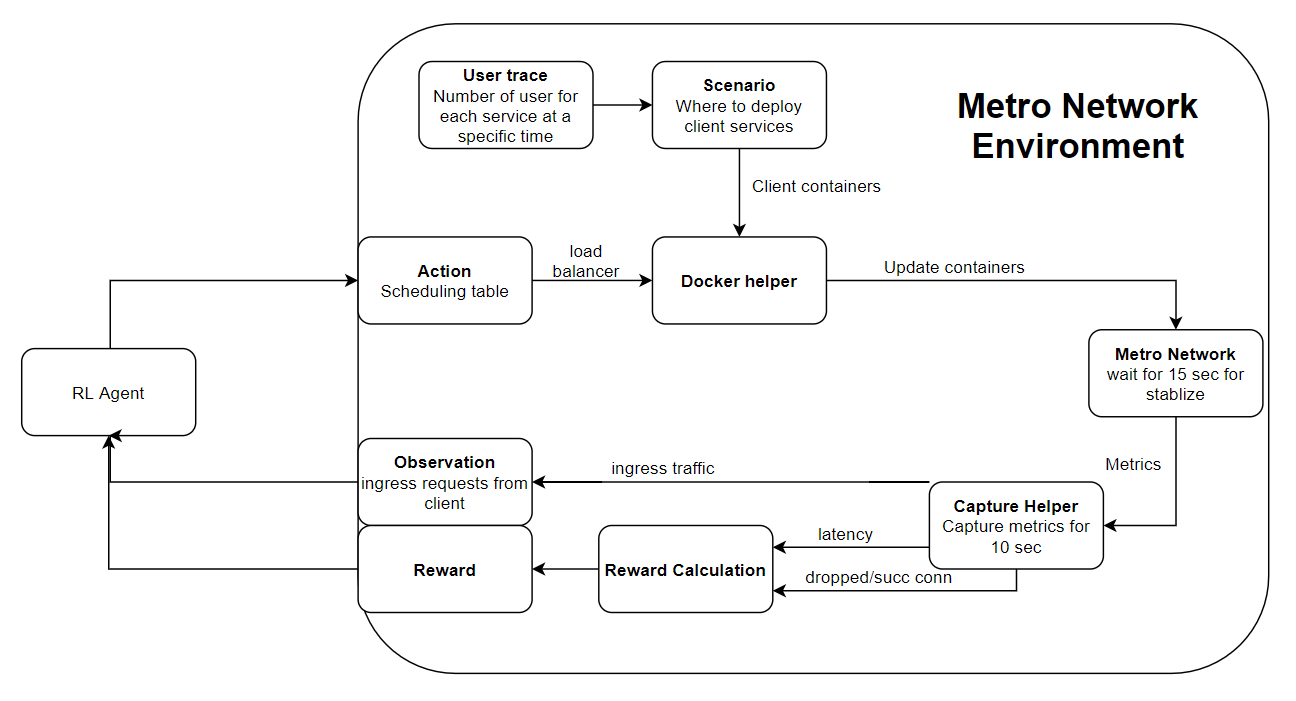 User trace
Number of user for
each service at a
specific time
Scenario
Where to deploy
client services
Metro Network
Environment
Client containers
Action
Scheduling table
load
balancer
Docker helper
Update containers
Metro Network
wait for 15 sec for
stablize
RL Agent
Observation
ingress requests from
client
ingress traffic
Metrics
Capture Helper
Capture metrics for
10 sec
latency
dropped/succ conn
Reward Calculation
Reward